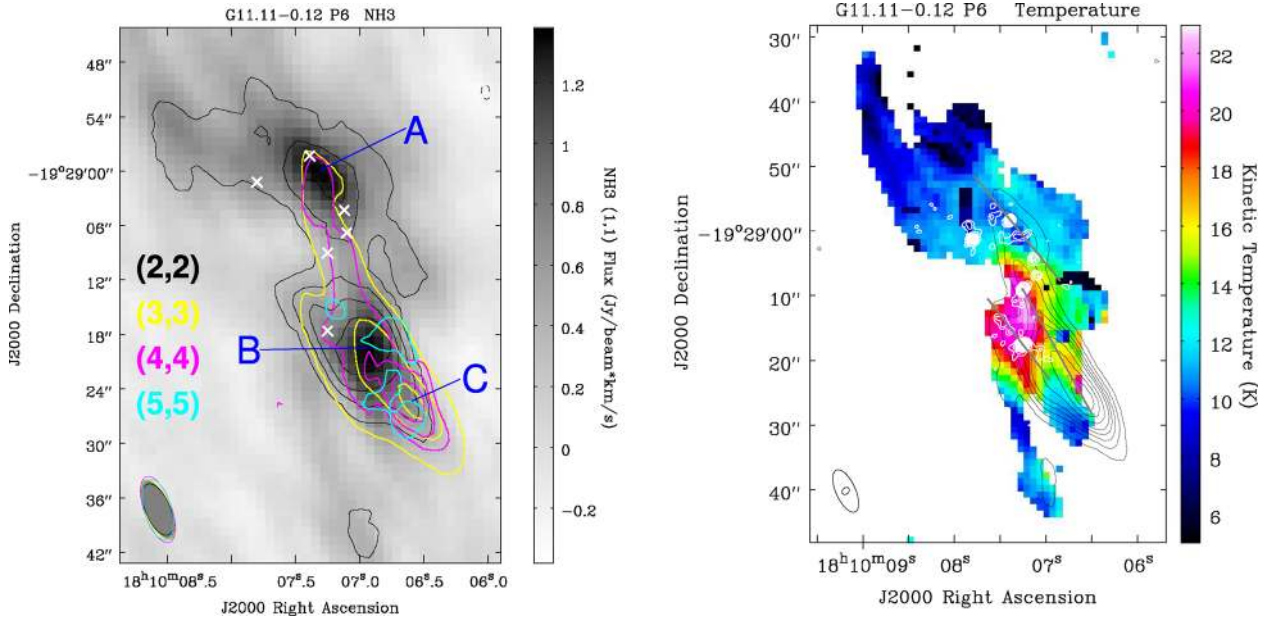 G11.11−0.12 P6 NH3
48″
54″
−19°29′00″
06″
12″
18″
24″
30″
36″
42″
J2000 Declination
A
B
C
(2,2)
(3,3)
(4,4)
(5,5)
18ʰ10ᵐ08ˢ.5
07ˢ.5
07ˢ.0
06ˢ.5
06ˢ.0
J2000 Right Ascension
1.2
1
0.8
0.6
0.4
0.2
0
−0.2
NH3 (1,1) Flux (Jy/beam*km/s)
G11.11−0.12 P6 Temperature
30″
40″
50″
−19°29′00″
10″
20″
30″
40″
J2000 Declination
18ʰ10ᵐ09ˢ
08ˢ
07ˢ
06ˢ
J2000 Right Ascension
22
20
18
16
14
12
10
8
6
Kinetic Temperature (K)